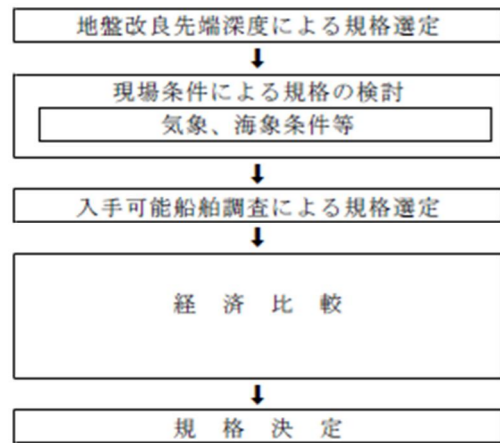 地盤改良先端深度による規格選定
現場条件による規格の検討
気象、海象条件等
入手可能船舶調査による規格選定
経済比較
規格決定